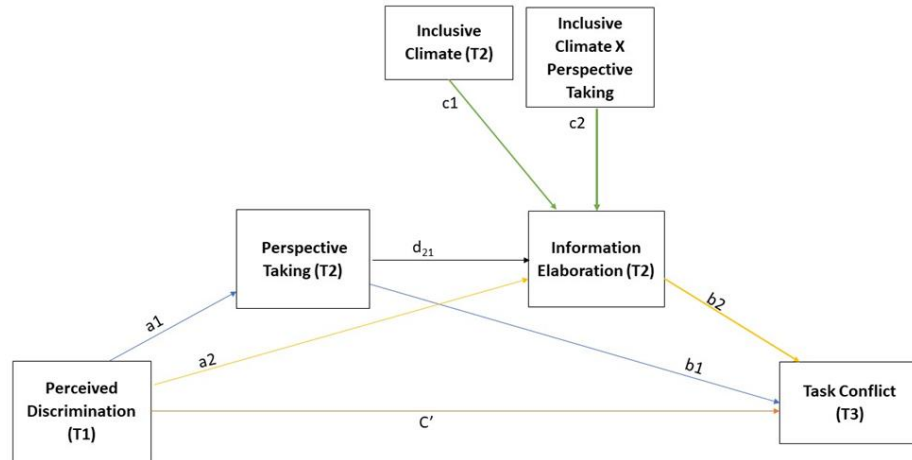 Inclusive
Climate (T2)
Inclusive
Climate X
Perspective
Taking
c1
c2
Perspective
Taking (T2)
d21
Information
Elaboration (T2)
a1
a2
b2
b1
Perceived
Discrimination
(T1)
C'
Task Conflict
(T3)